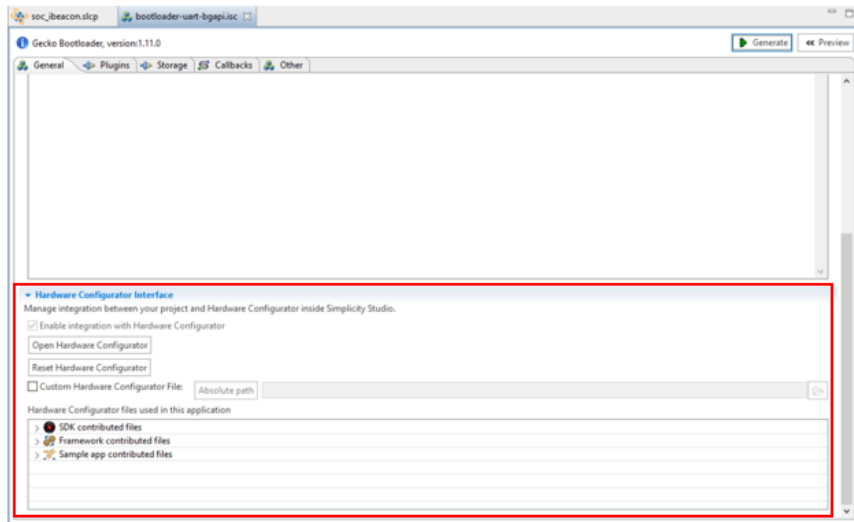 soc_ibeacon.slcp bootloader-uart-bgapi.isc
Gecko Bootloader, version:1.11.0 Generate Preview
General Plugins Storage Callbacks Other
Hardware Configurator Interface
Manage integration between your project and Hardware Configurator inside Simplicity Studio.
Enable integration with Hardware Configurator
Open Hardware Configurator
Reset Hardware Configurator
Custom Hardware Configurator File: Absolute path
Hardware Configurator files used in this application
SDK contributed files
Framework contributed files
Sample app contributed files